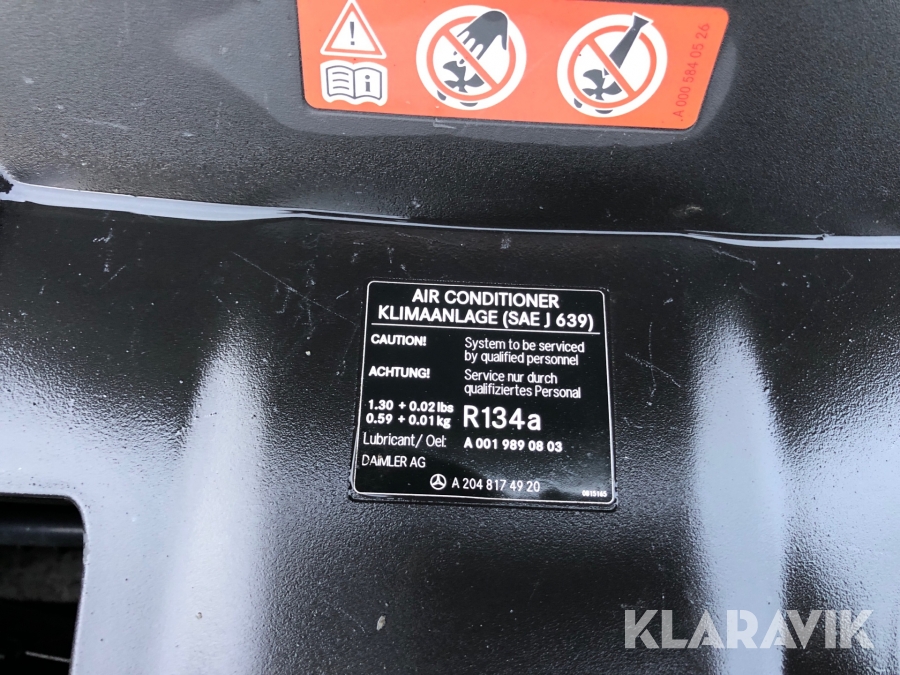 A 000 584 05 26
AIR CONDITIONER
KLIMAANLAGE (SAE J 639)
CAUTION! System to be serviced
by qualified personnel
ACHTUNG! Service nur durch
qualifiziertes Personal
1.30 + 0.02 lbs
0.59 + 0.01 kg R134a
Lubricant/ Oel: A 001 989 08 03
DAIMLER AG
A 204 817 49 20 0815165
KLARAVIK